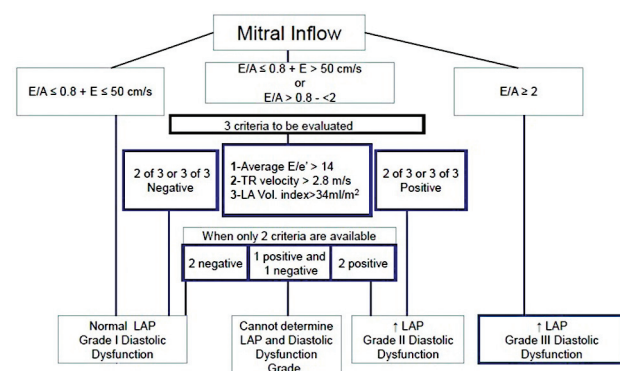 Mitral Inflow
E/A ≤ 0.8 + E ≤ 50 cm/s
E/A ≤ 0.8 + E > 50 cm/s
or
E/A > 0.8 - <2
E/A ≥ 2
3 criteria to be evaluated
2 of 3 or 3 of 3
Negative
1-Average E/e' > 14
2-TR velocity > 2.8 m/s
3-LA Vol. index>34ml/m²
2 of 3 or 3 of 3
Positive
When only 2 criteria are available
2 negative
1 positive and
1 negative
2 positive
Normal LAP
Grade I Diastolic
Dysfunction
Cannot determine
LAP and Diastolic
Dysfunction
Grade
↑ LAP
Grade II Diastolic
Dysfunction
↑ LAP
Grade III Diastolic
Dysfunction